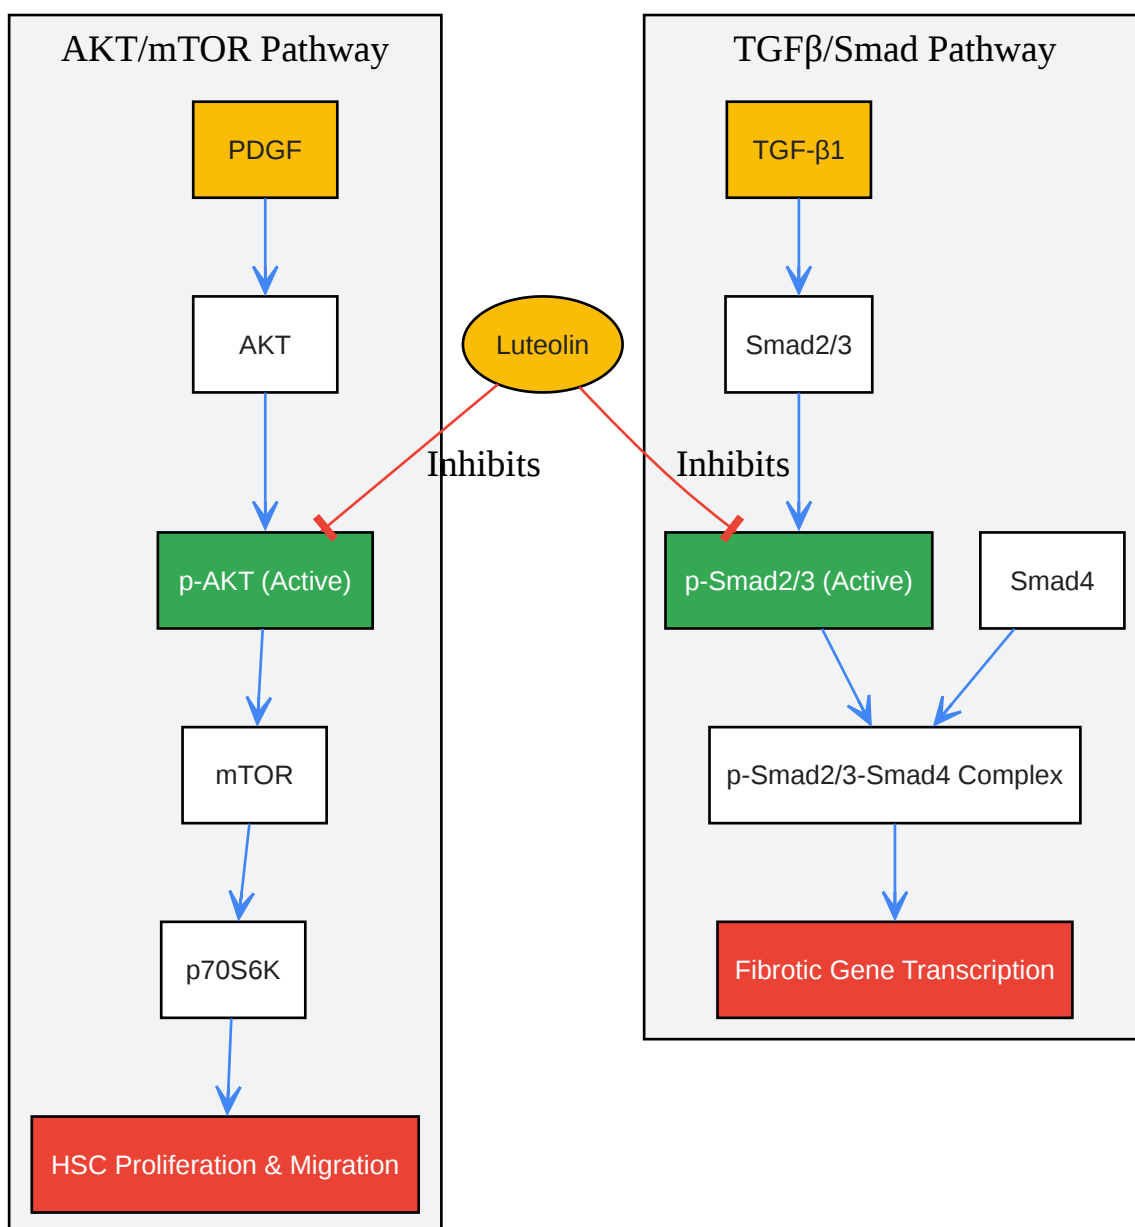 AKT/mTOR Pathway
PDGF
AKT
Inhibits
p-AKT (Active)
mTOR
p70S6K
HSC Proliferation & Migration
Luteolin
TGFβ/Smad Pathway
TGF-β1
Smad2/3
Inhibits
p-Smad2/3 (Active)
Smad4
p-Smad2/3-Smad4 Complex
Fibrotic Gene Transcription